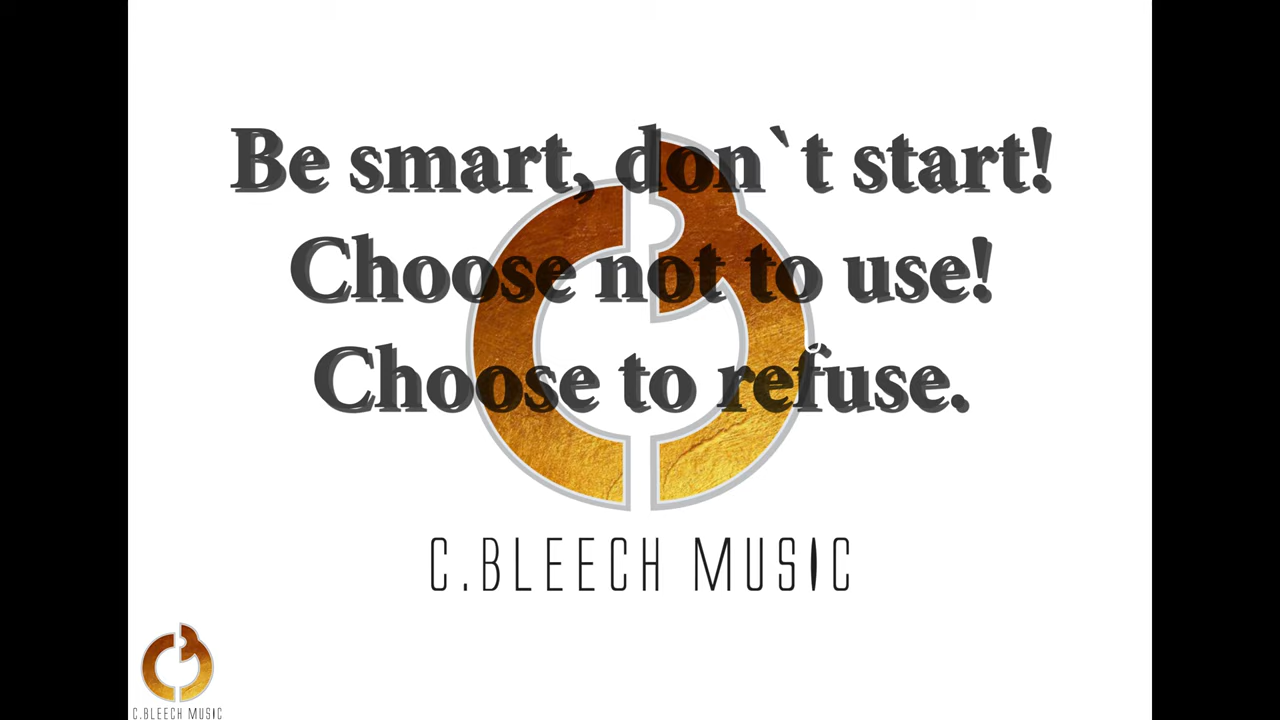 Be smart, don`t start!
Choose not to use!
Choose to refuse.
C.BLEECH MUSIC
C.BLEECH MUSIC